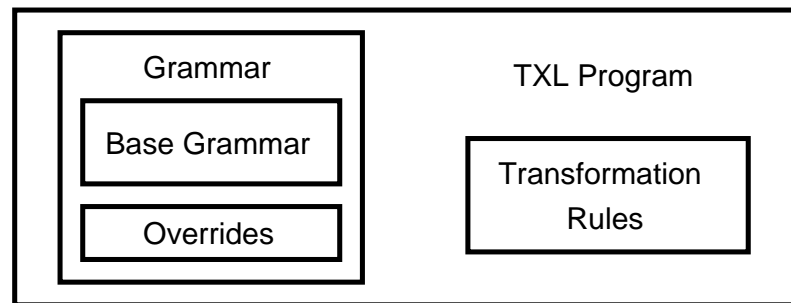 Grammar
Base Grammar
Overrides
TXL Program
Transformation
Rules